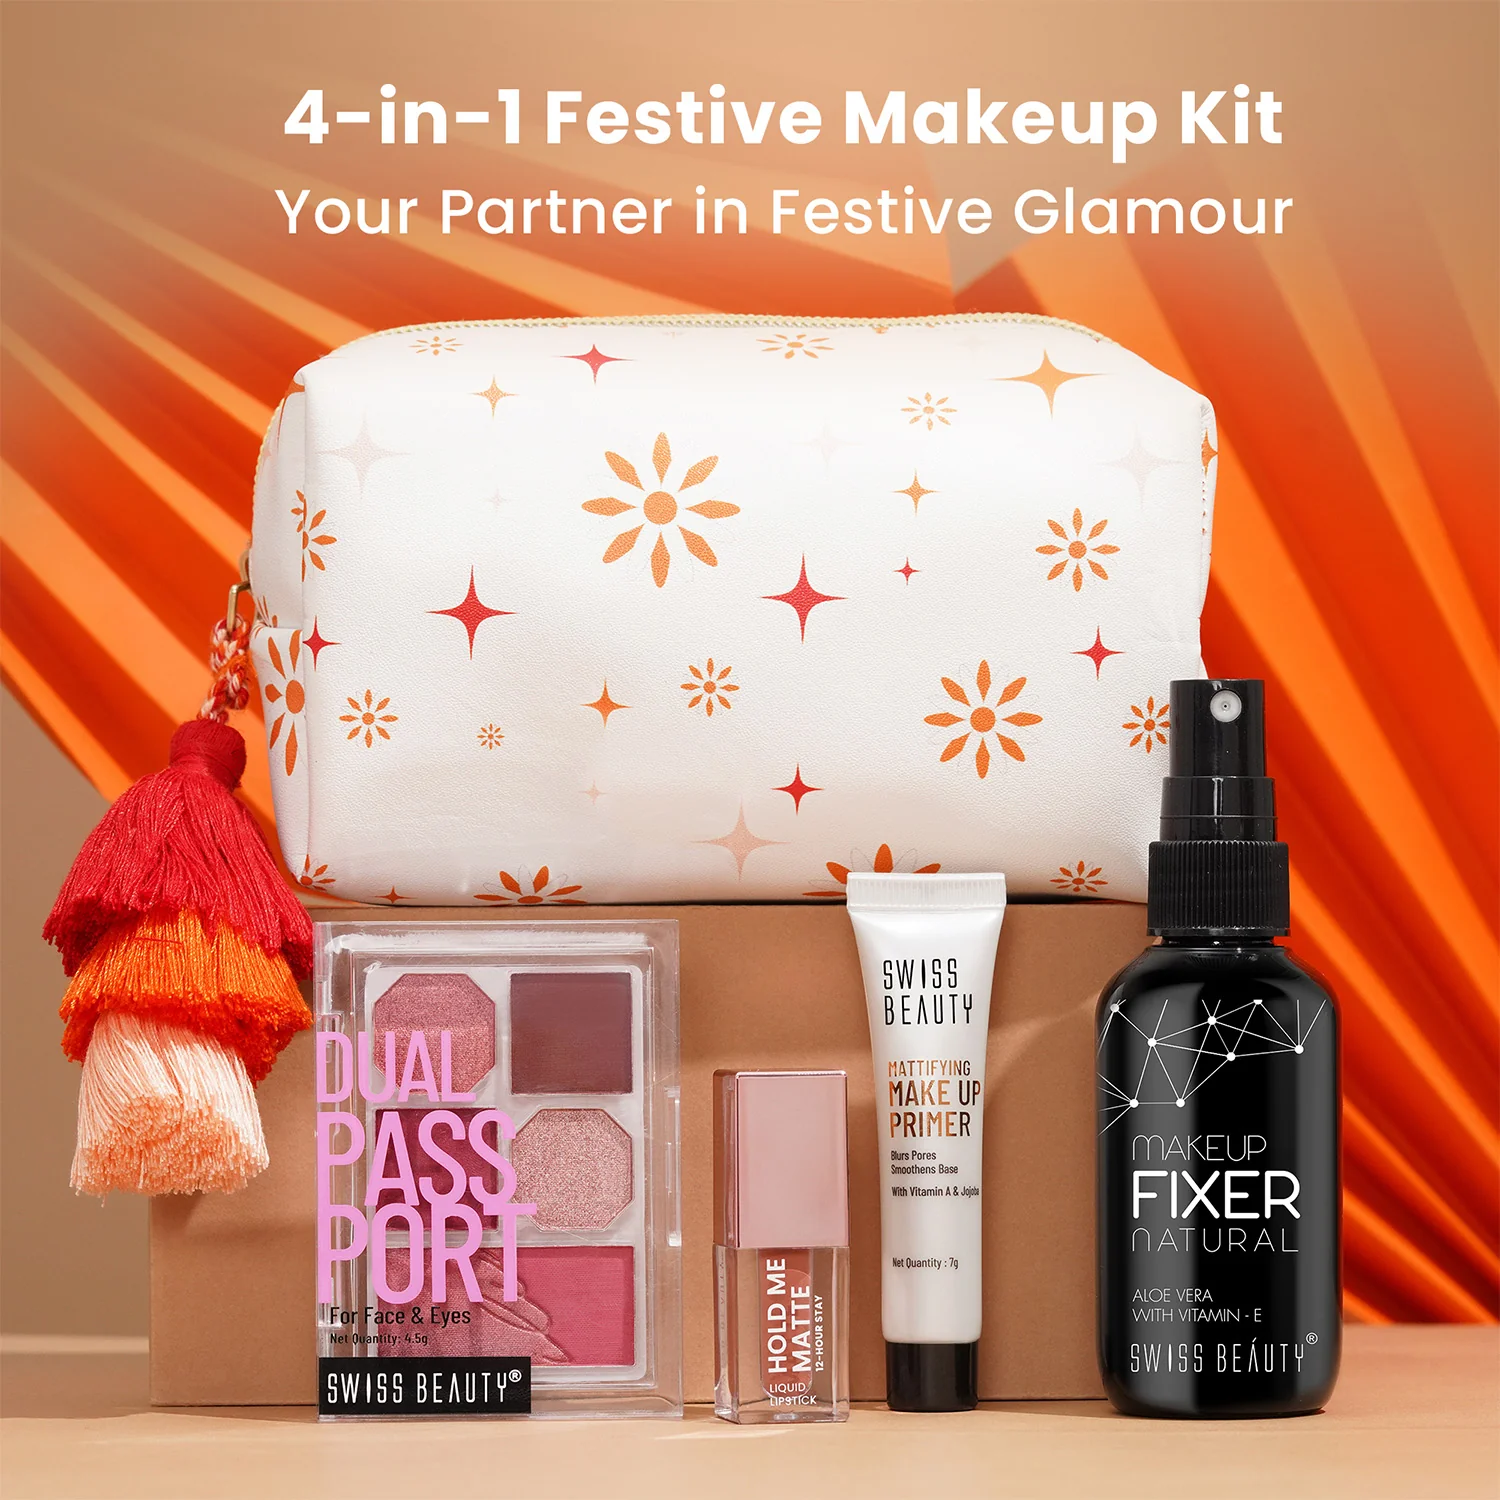 4-in-1 Festive Makeup Kit
Your Partner in Festive Glamour
DUAL
PASS
PORT
For Face & Eyes
Net Quantity: 4.5g
SWISS BEAUTY®
HOLD ME
MATTE
12-HOUR STAY
LIQUID
LIPSTICK
SWISS
BEAUTY
MATTIFYING
MAKE UP
PRIMER
Blurs Pores
Smoothens Base
With Vitamin A & Jojoba
Net Quantity : 7g
MAKEUP
FIXER
NATURAL
ALOE VERA
WITH VITAMIN - E
SWISS BEAÚTY®